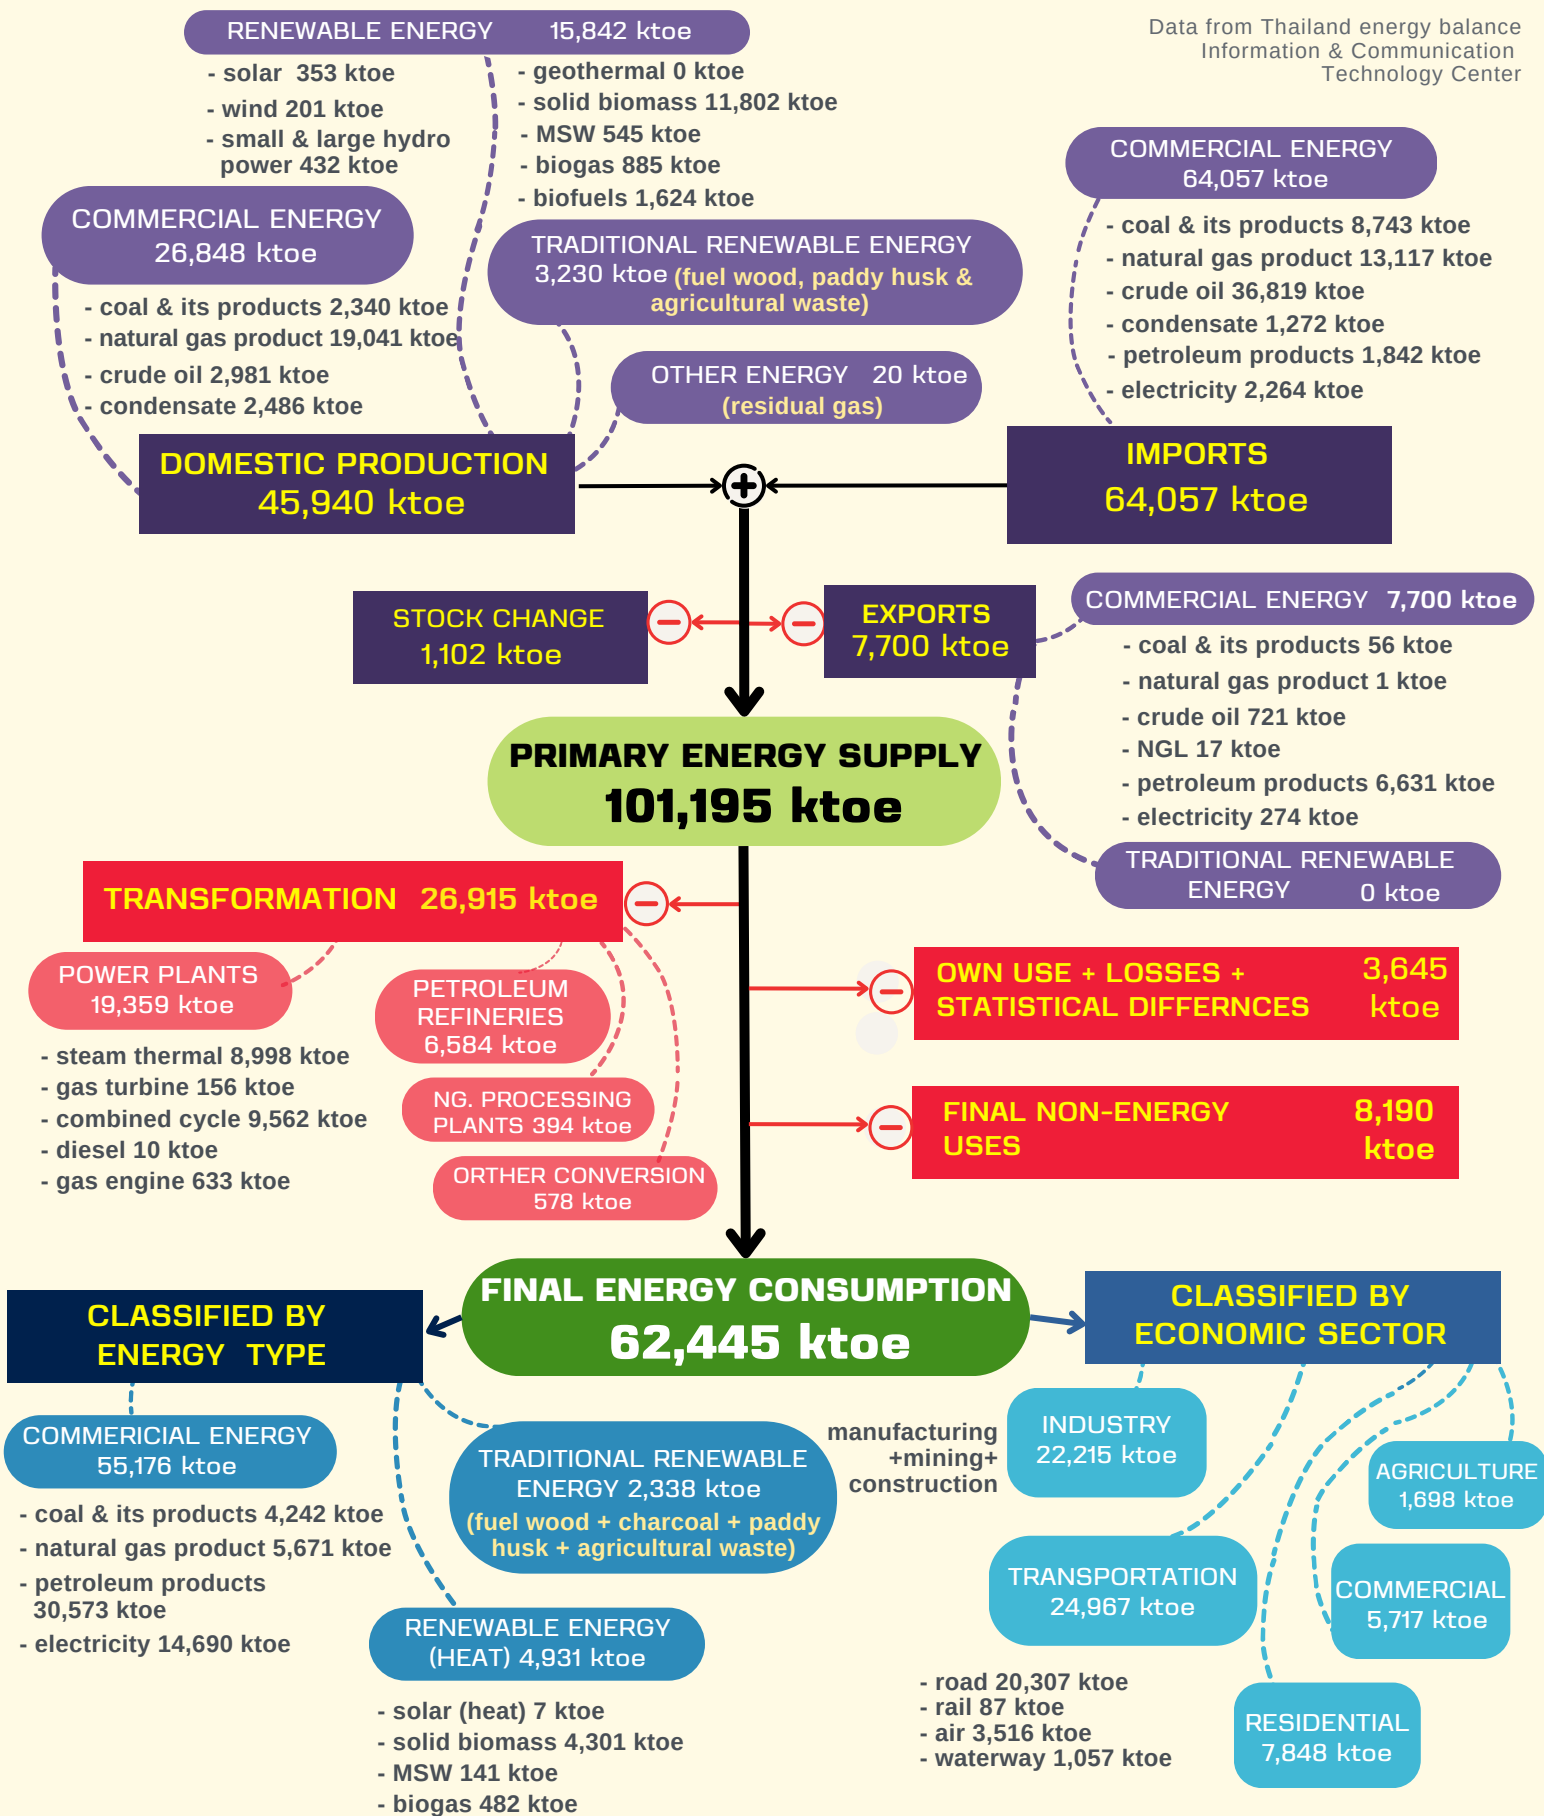 RENEWABLE ENERGY 15,842 ktoe
- solar 353 ktoe
- wind 201 ktoe
- small & large hydro
power 432 ktoe
- geothermal 0 ktoe
- solid biomass 11,802 ktoe
- MSW 545 ktoe
- biogas 885 ktoe
- biofuels 1,624 ktoe
Data from Thailand energy balance
Information & Communication
Technology Center
COMMERCIAL ENERGY
26,848 ktoe
- coal & its products 2,340 ktoe
- natural gas product 19,041 ktoe
- crude oil 2,981 ktoe
- condensate 2,486 ktoe
TRADITIONAL RENEWABLE ENERGY
3,230 ktoe (fuel wood, paddy husk &
agricultural waste)
OTHER ENERGY 20 ktoe
(residual gas)
COMMERCIAL ENERGY
64,057 ktoe
- coal & its products 8,743 ktoe
- natural gas product 13,117 ktoe
- crude oil 36,819 ktoe
- condensate 1,272 ktoe
- petroleum products 1,842 ktoe
- electricity 2,264 ktoe
DOMESTIC PRODUCTION
45,940 ktoe
IMPORTS
64,057 ktoe
STOCK CHANGE
1,102 ktoe
EXPORTS
7,700 ktoe
COMMERCIAL ENERGY 7,700 ktoe
- coal & its products 56 ktoe
- natural gas product 1 ktoe
- crude oil 721 ktoe
- NGL 17 ktoe
- petroleum products 6,631 ktoe
- electricity 274 ktoe
TRADITIONAL RENEWABLE
ENERGY 0 ktoe
PRIMARY ENERGY SUPPLY
101,195 ktoe
TRANSFORMATION 26,915 ktoe
POWER PLANTS
19,359 ktoe
- steam thermal 8,998 ktoe
- gas turbine 156 ktoe
- combined cycle 9,562 ktoe
- diesel 10 ktoe
- gas engine 633 ktoe
PETROLEUM
REFINERIES
6,584 ktoe
NG. PROCESSING
PLANTS 394 ktoe
ORTHER CONVERSION
578 ktoe
OWN USE + LOSSES +
STATISTICAL DIFFERNCES
3,645
ktoe
FINAL NON-ENERGY
USES
8,190
ktoe
FINAL ENERGY CONSUMPTION
62,445 ktoe
CLASSIFIED BY
ENERGY TYPE
COMMERICIAL ENERGY
55,176 ktoe
- coal & its products 4,242 ktoe
- natural gas product 5,671 ktoe
- petroleum products
30,573 ktoe
- electricity 14,690 ktoe
TRADITIONAL RENEWABLE
ENERGY 2,338 ktoe
(fuel wood + charcoal + paddy
husk + agricultural waste)
RENEWABLE ENERGY
(HEAT) 4,931 ktoe
- solar (heat) 7 ktoe
- solid biomass 4,301 ktoe
- MSW 141 ktoe
- biogas 482 ktoe
CLASSIFIED BY
ECONOMIC SECTOR
manufacturing
+mining+
construction
INDUSTRY
22,215 ktoe
AGRICULTURE
1,698 ktoe
TRANSPORTATION
24,967 ktoe
- road 20,307 ktoe
- rail 87 ktoe
- air 3,516 ktoe
- waterway 1,057 ktoe
COMMERCIAL
5,717 ktoe
RESIDENTIAL
7,848 ktoe